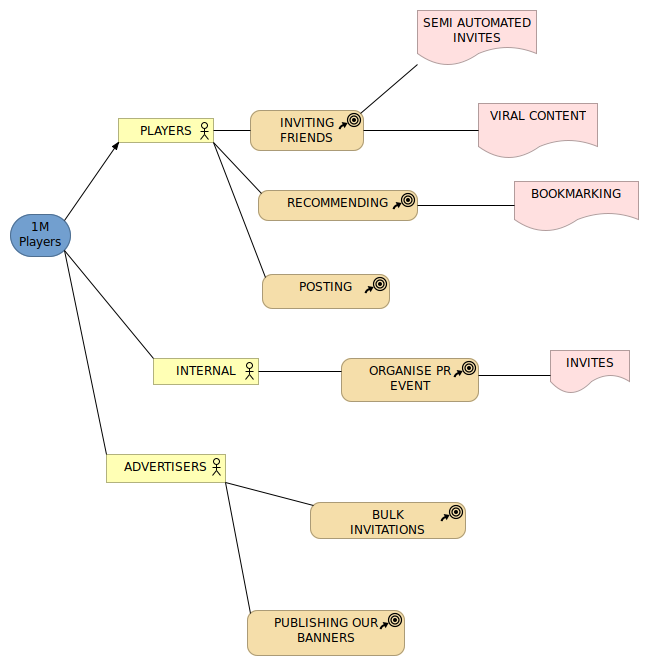 SEMI AUTOMATED
INVITES
VIRAL CONTENT
PLAYERS
INVITING
FRIENDS
BOOKMARKING
RECOMMENDING
1M
Players
POSTING
INTERNAL
ORGANISE PR
EVENT
INVITES
ADVERTISERS
BULK
INVITATIONS
PUBLISHING OUR
BANNERS